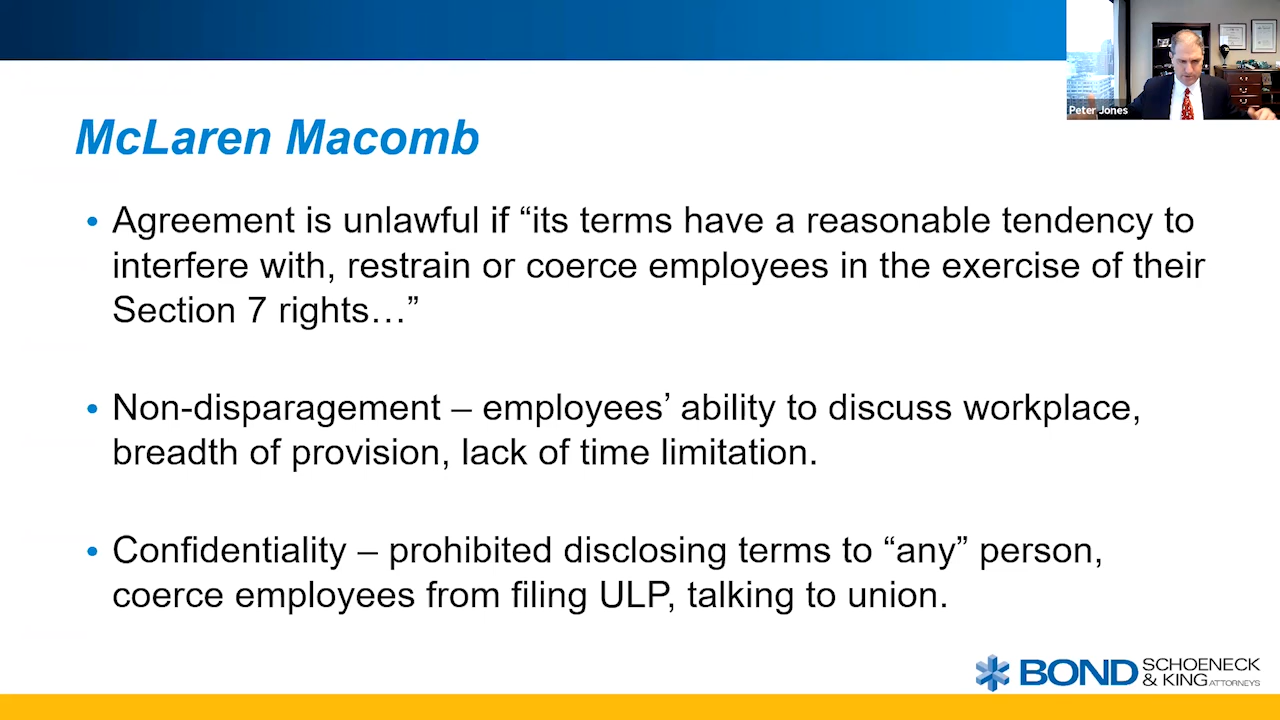 Peter Jones
McLaren Macomb
• Agreement is unlawful if “its terms have a reasonable tendency to
interfere with, restrain or coerce employees in the exercise of their
Section 7 rights…”
• Non-disparagement – employees’ ability to discuss workplace,
breadth of provision, lack of time limitation.
• Confidentiality – prohibited disclosing terms to “any” person,
coerce employees from filing ULP, talking to union.
BOND SCHOENECK
& KING ATTORNEYS